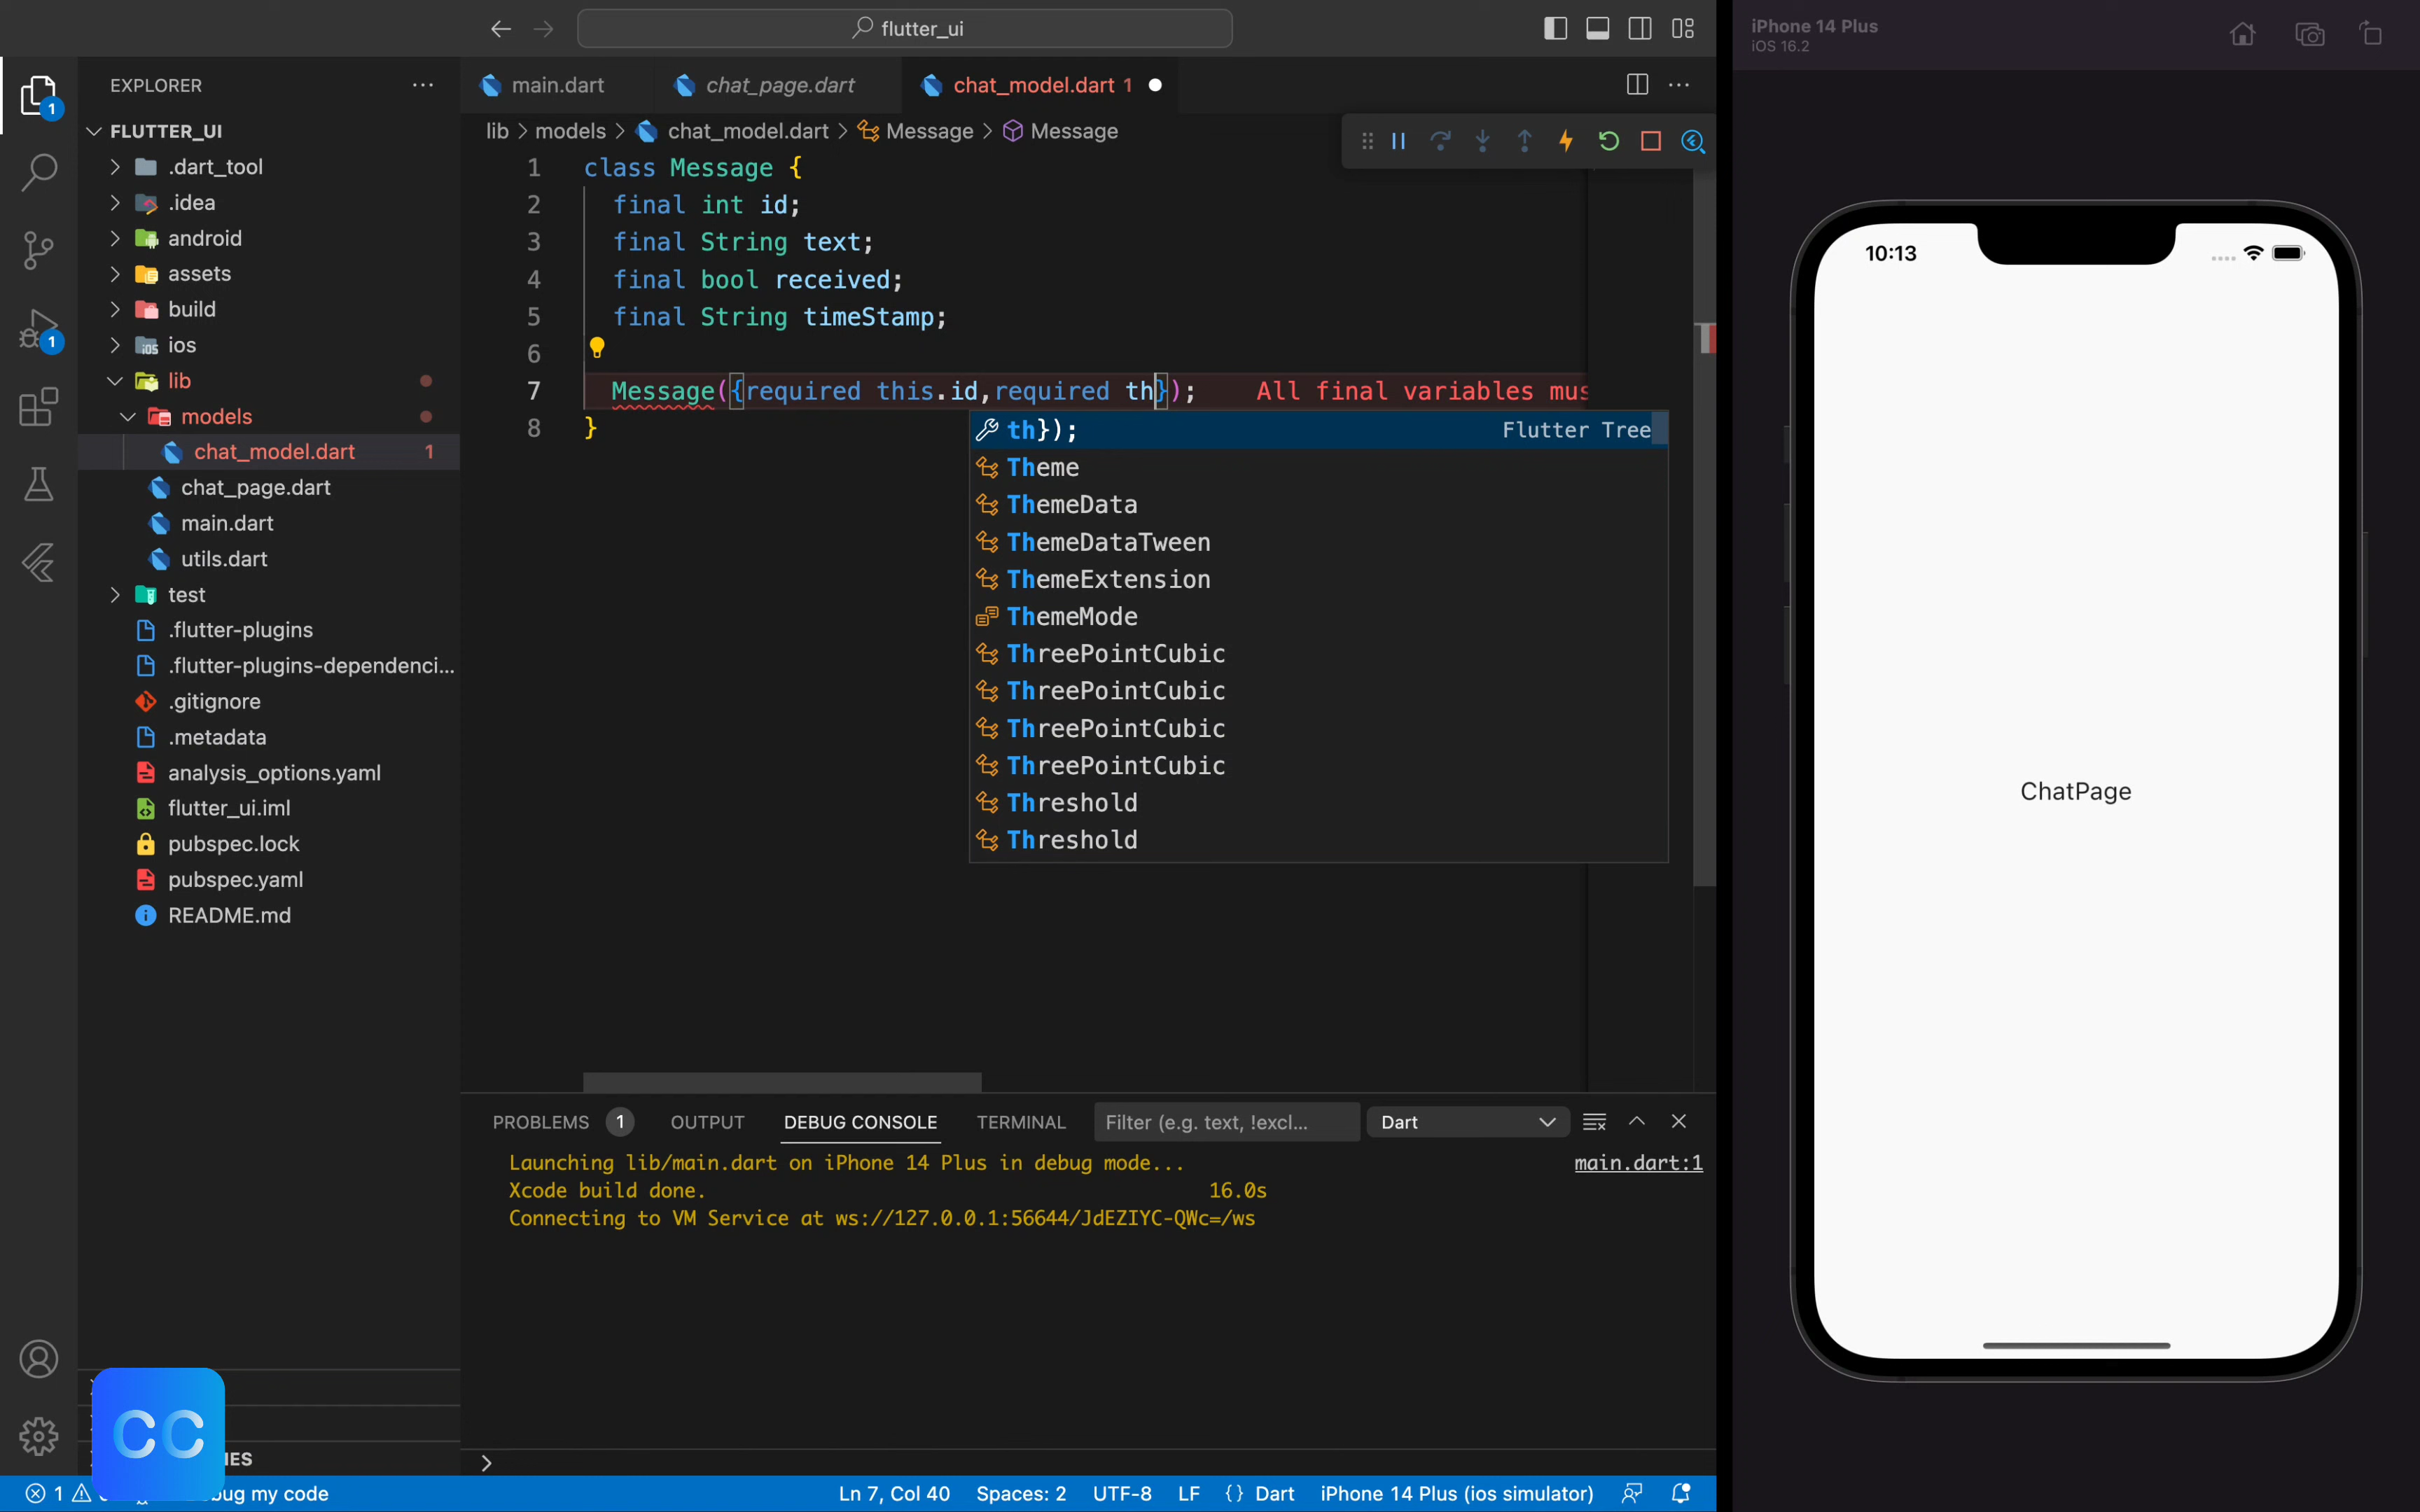 flutter_ui
iPhone 14 Plus
iOS 16.2
EXPLORER
main.dart
chat_page.dart
chat_model.dart 1
FLUTTER_UI
lib > models > chat_model.dart > Message > Message
.dart_tool
.idea
android
assets
build
ios
lib
models
chat_model.dart 1
chat_page.dart
main.dart
utils.dart
test
.flutter-plugins
.flutter-plugins-dependenci...
.gitignore
.metadata
analysis_options.yaml
flutter_ui.iml
pubspec.lock
pubspec.yaml
README.md
1
1
1 class Message {
2 final int id;
3 final String text;
4 final bool received;
5 final String timeStamp;
6
7 Message({required this.id,required th}); All final variables mus
8 }
th}); Flutter Tree
Theme
ThemeData
ThemeDataTween
ThemeExtension
ThemeMode
ThreePointCubic
ThreePointCubic
ThreePointCubic
ThreePointCubic
Threshold
Threshold
10:13
ChatPage
PROBLEMS 1 OUTPUT DEBUG CONSOLE TERMINAL Filter (e.g. text, !excl... Dart
Launching lib/main.dart on iPhone 14 Plus in debug mode... main.dart:1
Xcode build done. 16.0s
Connecting to VM Service at ws://127.0.0.1:56644/JdEZIYC-QWc=/ws
CC
IES
1 bug my code Ln 7, Col 40 Spaces: 2 UTF-8 LF {} Dart iPhone 14 Plus (ios simulator)